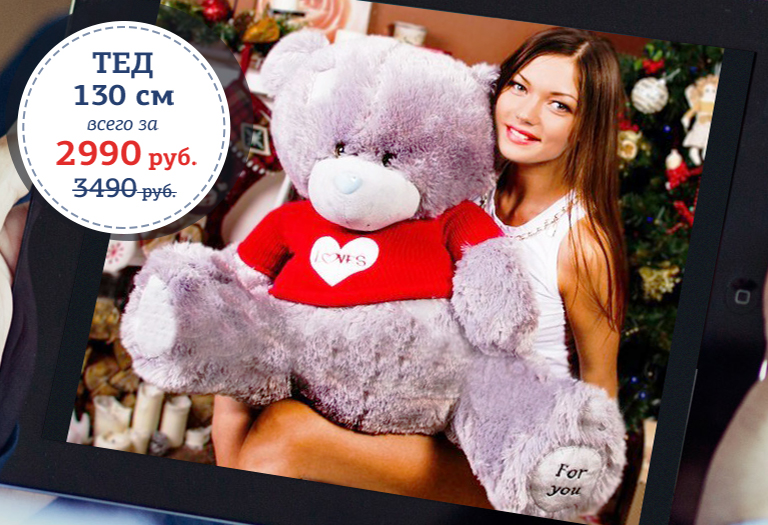 ТЕД
130 см
всего за
2990 руб.
3490 руб.
LOVES
For
you